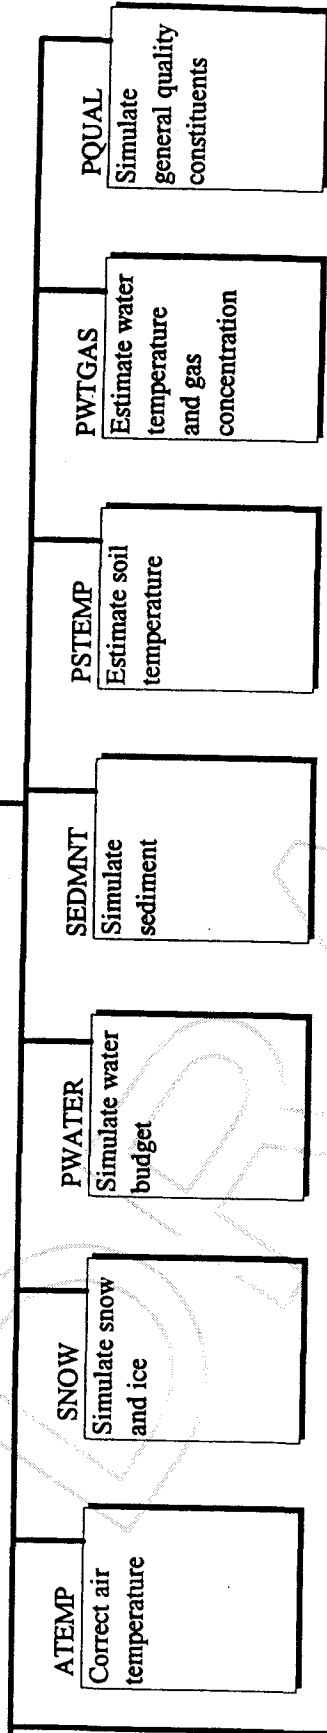 ATEMP
Correct air
temperature
SNOW
Simulate snow
and ice
PWATER
Simulate water
budget
SEDMNT
Simulate
sediment
PSTEMP
Estimate soil
temperature
PWTGAS
Estimate water
temperature
and gas
concentration
PQUAL
Simulate
general quality
constituents